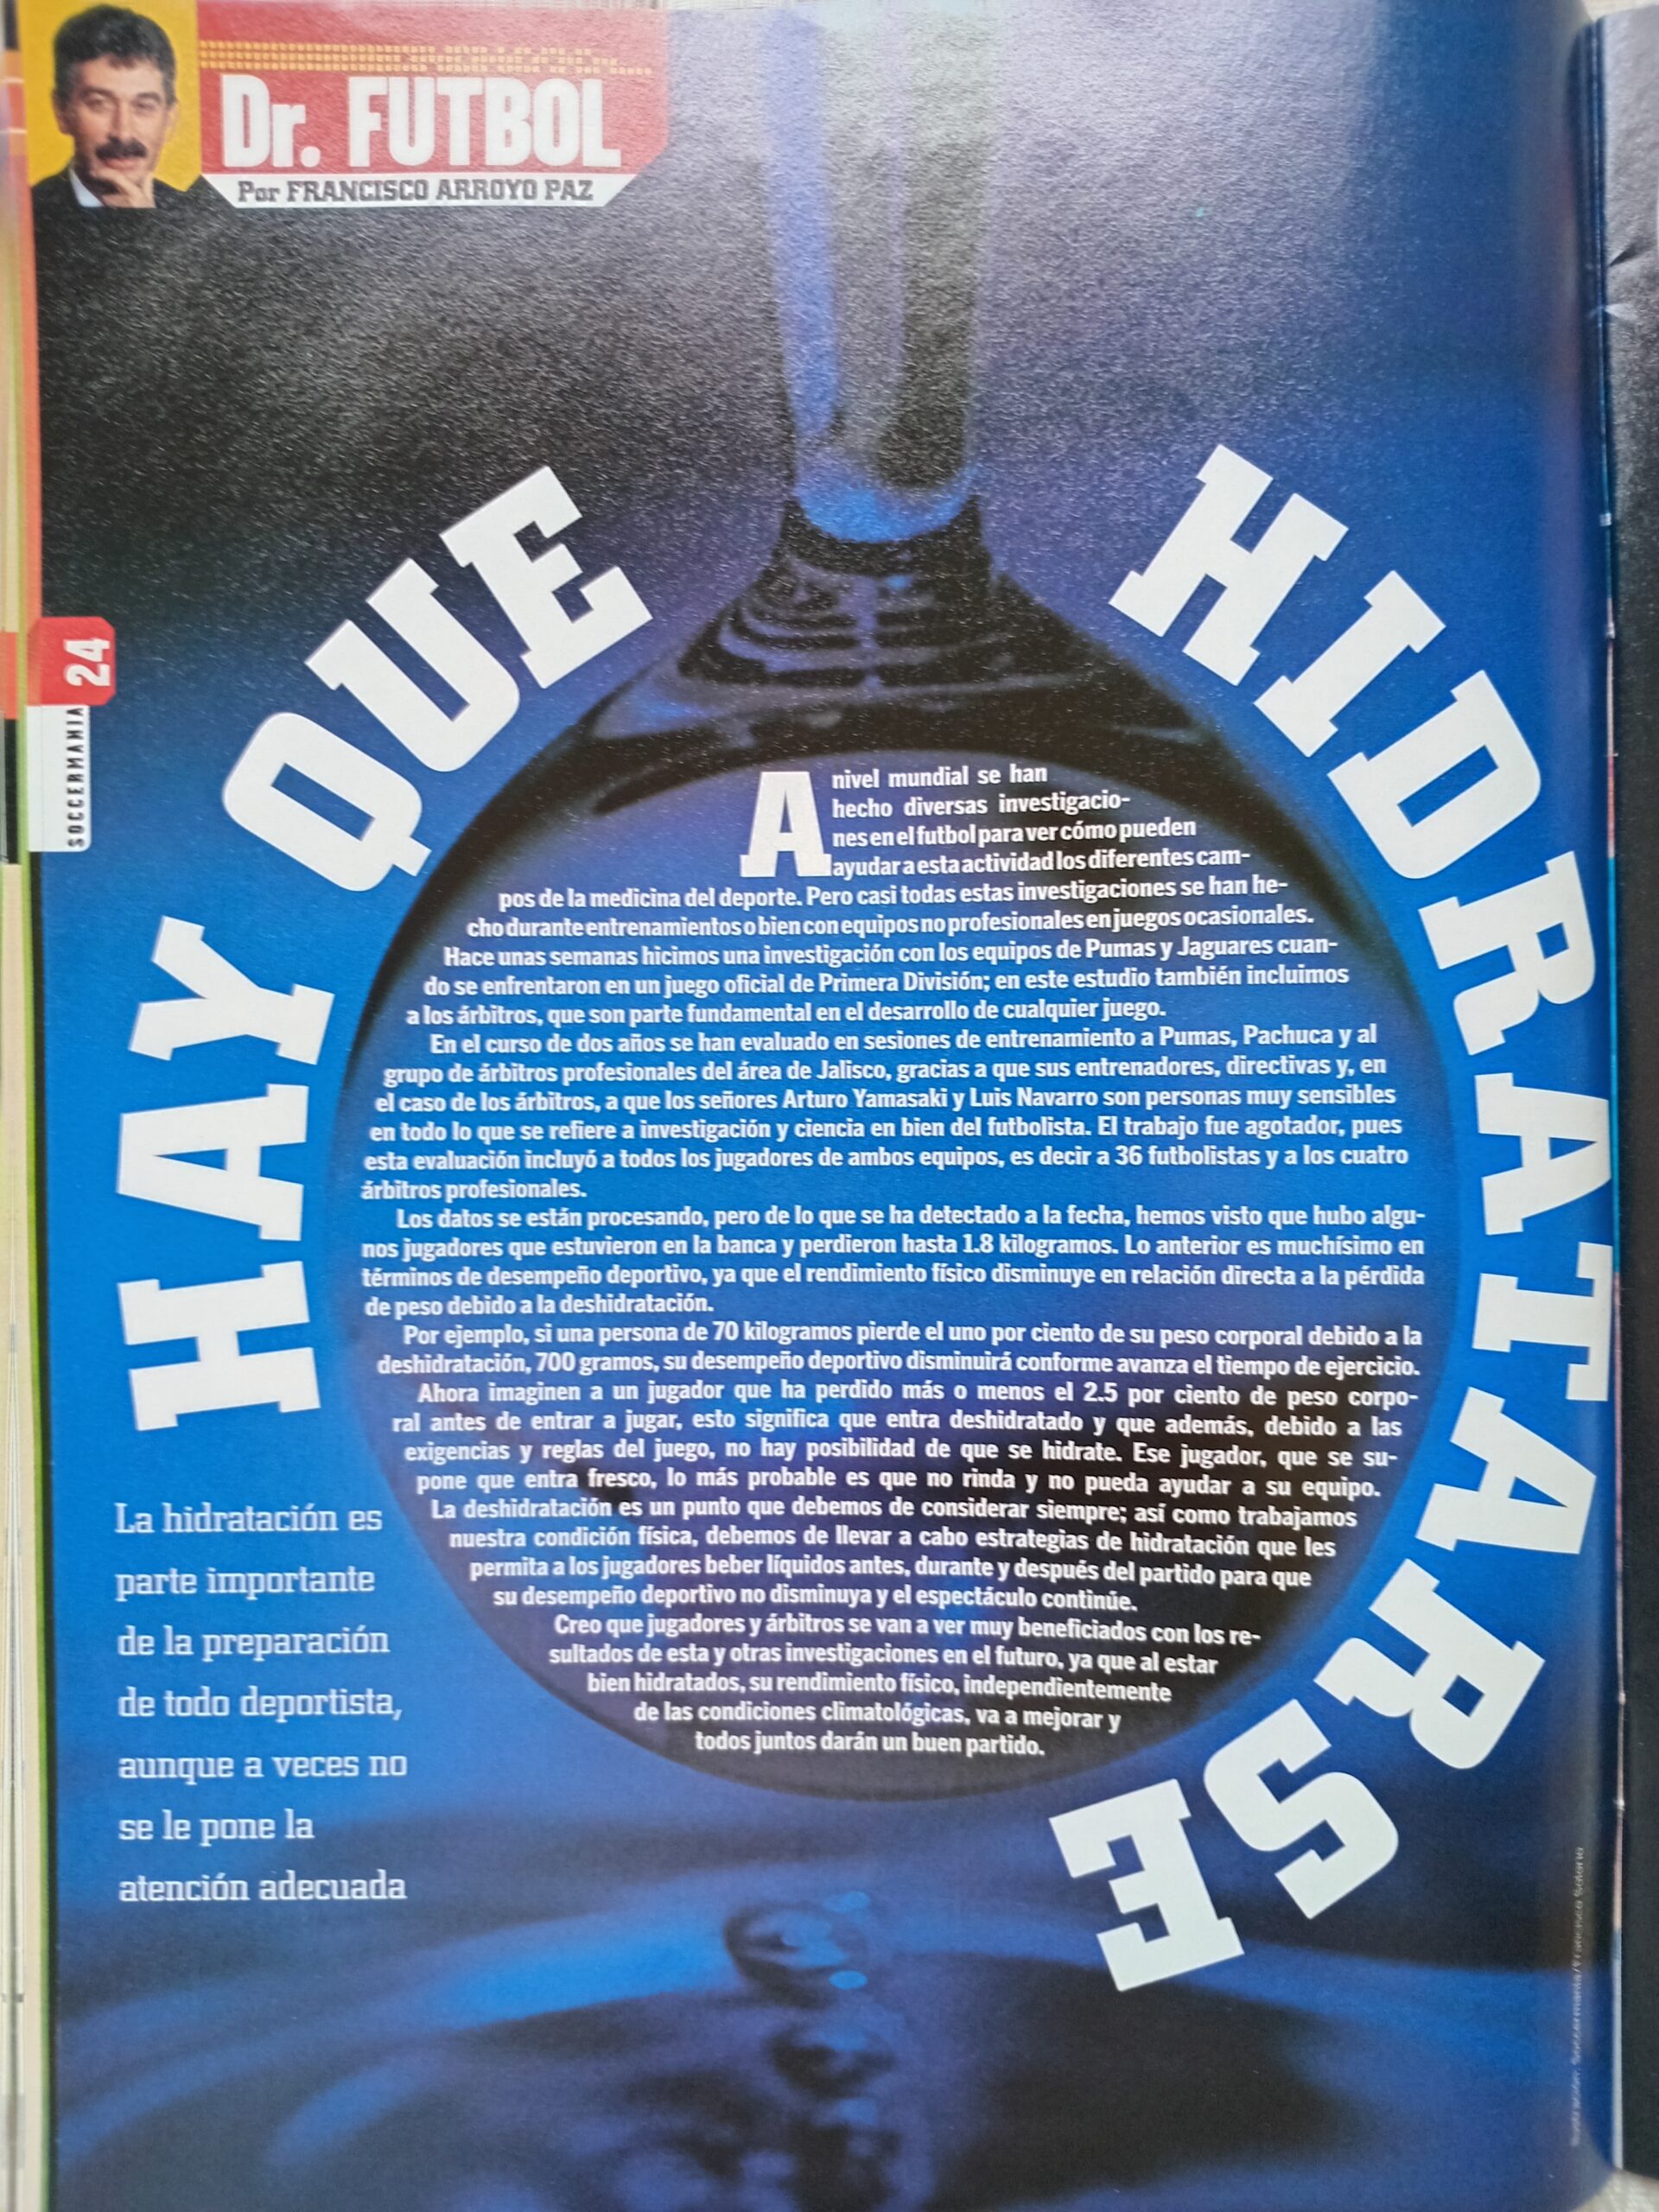 Dr. FUTBOL
Por FRANCISCO ARROYO PAZ
HAY QUE HIDRATARSE
24
SOCCERMANIA
A nivel mundial se han
hecho diversas investigacio-
nes en el futbol para ver cómo pueden
ayudar a esta actividad los diferentes cam-
pos de la medicina del deporte. Pero casi todas estas investigaciones se han he-
cho durante entrenamientos o bien con equipos no profesionales en juegos ocasionales.
Hace unas semanas hicimos una investigación con los equipos de Pumas y Jaguares cuan-
do se enfrentaron en un juego oficial de Primera División; en este estudio también incluimos
a los árbitros, que son parte fundamental en el desarrollo de cualquier juego.
En el curso de dos años se han evaluado en sesiones de entrenamiento a Pumas, Pachuca y al
grupo de árbitros profesionales del área de Jalisco, gracias a que sus entrenadores, directivas y, en
el caso de los árbitros, a que los señores Arturo Yamasaki y Luis Navarro son personas muy sensibles
en todo lo que se refiere a investigación y ciencia en bien del futbolista. El trabajo fue agotador, pues
esta evaluación incluyó a todos los jugadores de ambos equipos, es decir a 36 futbolistas y a los cuatro
árbitros profesionales.
Los datos se están procesando, pero de lo que se ha detectado a la fecha, hemos visto que hubo algu-
nos jugadores que estuvieron en la banca y perdieron hasta 1.8 kilogramos. Lo anterior es muchísimo en
términos de desempeño deportivo, ya que el rendimiento físico disminuye en relación directa a la pérdida
de peso debido a la deshidratación.
Por ejemplo, si una persona de 70 kilogramos pierde el uno por ciento de su peso corporal debido a la
deshidratación, 700 gramos, su desempeño deportivo disminuirá conforme avanza el tiempo de ejercicio.
Ahora imaginen a un jugador que ha perdido más o menos el 2.5 por ciento de peso corpo-
ral antes de entrar a jugar, esto significa que entra deshidratado y que además, debido a las
exigencias y reglas del juego, no hay posibilidad de que se hidrate. Ese jugador, que se su-
pone que entra fresco, lo más probable es que no rinda y no pueda ayudar a su equipo.
La deshidratación es un punto que debemos de considerar siempre; así como trabajamos
nuestra condición física, debemos de llevar a cabo estrategias de hidratación que les
permita a los jugadores beber líquidos antes, durante y después del partido para que
su desempeño deportivo no disminuya y el espectáculo continúe.
Creo que jugadores y árbitros se van a ver muy beneficiados con los re-
sultados de esta y otras investigaciones en el futuro, ya que al estar
bien hidratados, su rendimiento físico, independientemente
de las condiciones climatológicas, va a mejorar y
todos juntos darán un buen partido.
La hidratación es
parte importante
de la preparación
de todo deportista,
aunque a veces no
se le pone la
atención adecuada